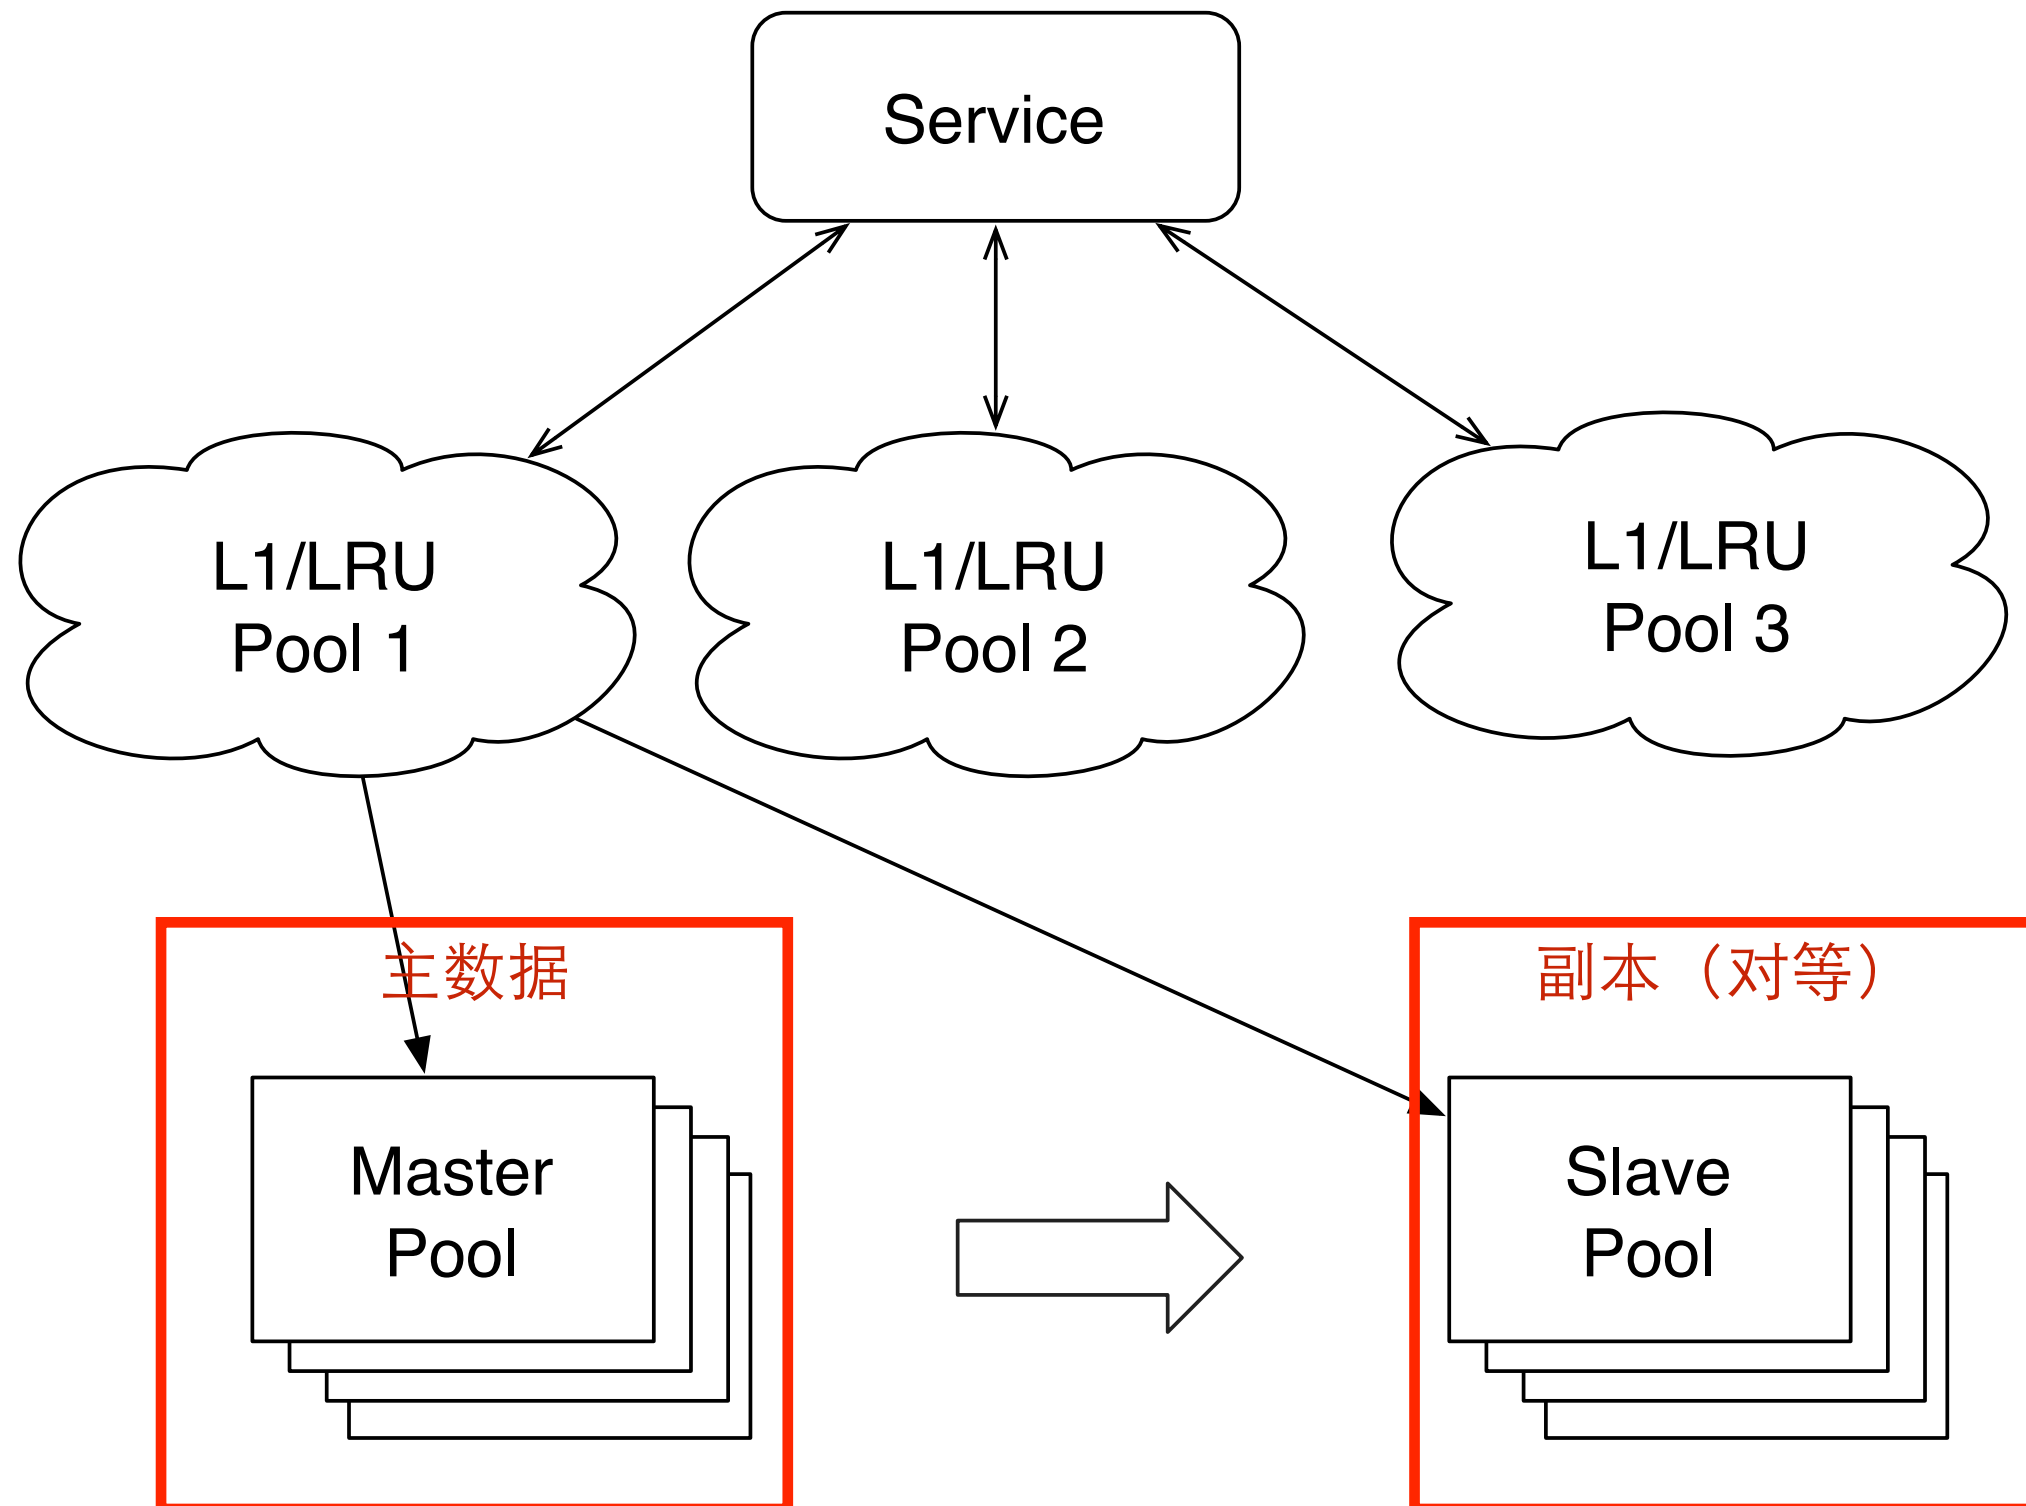 Service
L1/LRU
Pool 1
L1/LRU
Pool 2
L1/LRU
Pool 3
主数据
副本（对等）
Master
Pool
Slave
Pool